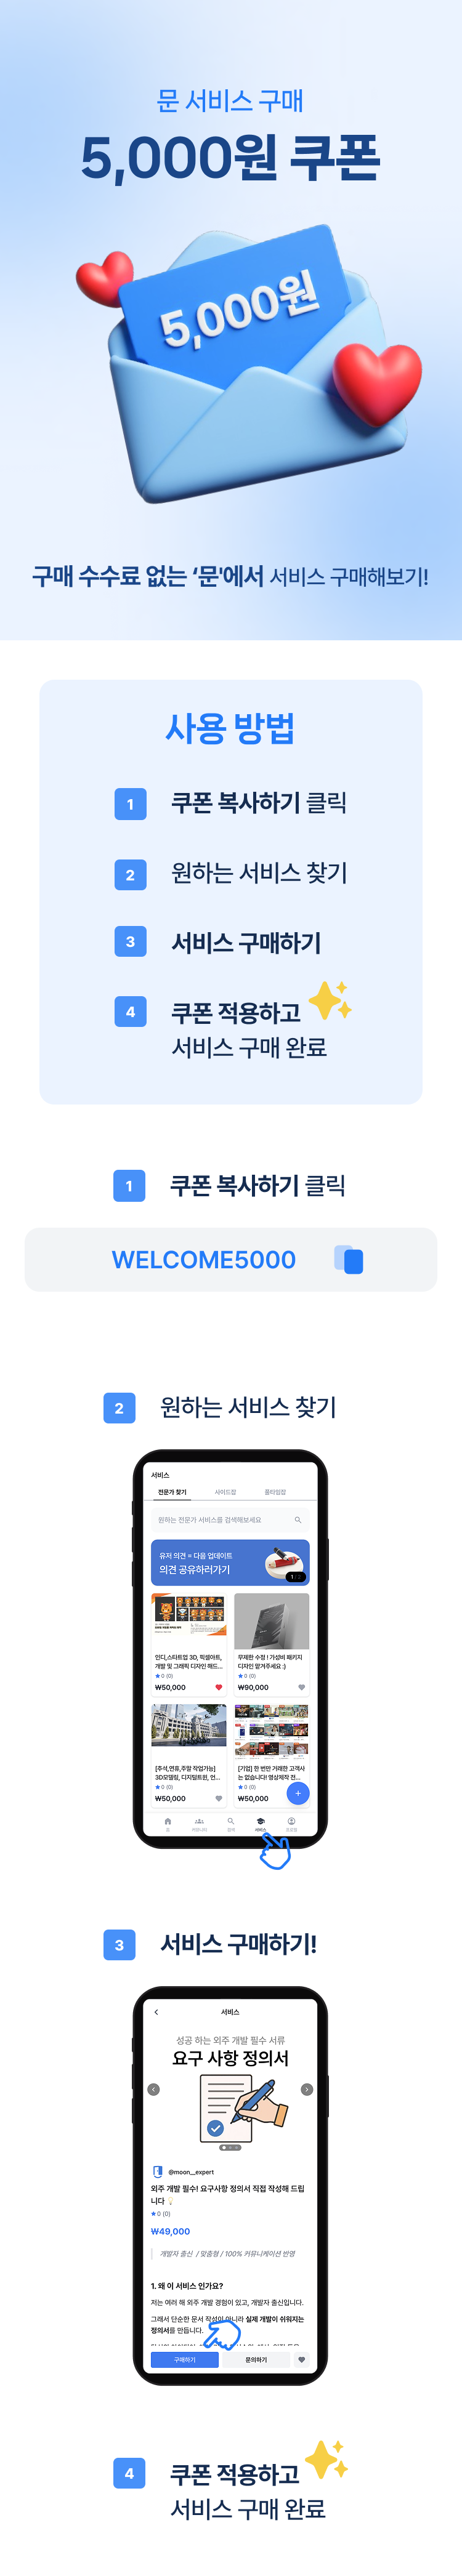 문 서비스 구매
5,000원 쿠폰
5,000원
구매 수수료 없는 ‘문’에서 서비스 구매해보기!
사용 방법
1 쿠폰 복사하기 클릭
2 원하는 서비스 찾기
3 서비스 구매하기
4 쿠폰 적용하고
서비스 구매 완료
1 쿠폰 복사하기 클릭
WELCOME5000
2 원하는 서비스 찾기
서비스
전문가 찾기 사이드잡 풀타임잡
원하는 전문가 서비스를 검색해보세요
유저 의견 = 다음 업데이트
의견 공유하러가기
인디,스타트업 3D, 픽셀아트,
개발 및 그래픽 디자인 해드...
0 (0)
₩50,000
무제한 수정 ! 가성비 패키지
디자인 맡겨주세요 :)
0 (0)
₩90,000
[추석,연휴,주말 작업가능]
3D모델링, 디지털트윈, 언...
0 (0)
₩50,000
[기업] 한 번만 거래한 고객사
는 없습니다! 영상제작 전...
0 (0)
₩50,000
홈 커뮤니티 검색 서비스 프로필
3 서비스 구매하기!
서비스
성공 하는 외주 개발 필수 서류
요구 사항 정의서
@moon__expert
외주 개발 필수! 요구사항 정의서 직접 작성해 드립
니다
0 (0)
₩49,000
개발자 출신 / 맞춤형 / 100% 커뮤니케이션 반영
1. 왜 이 서비스 인가요?
저는 여러 해 외주 개발 경험이 있고, 개발자 출신입니다.
그래서 단순한 문서 작성이 아니라 실제 개발이 쉬워지는
정의서를 만듭니다.
구매하기 문의하기
4 쿠폰 적용하고
서비스 구매 완료